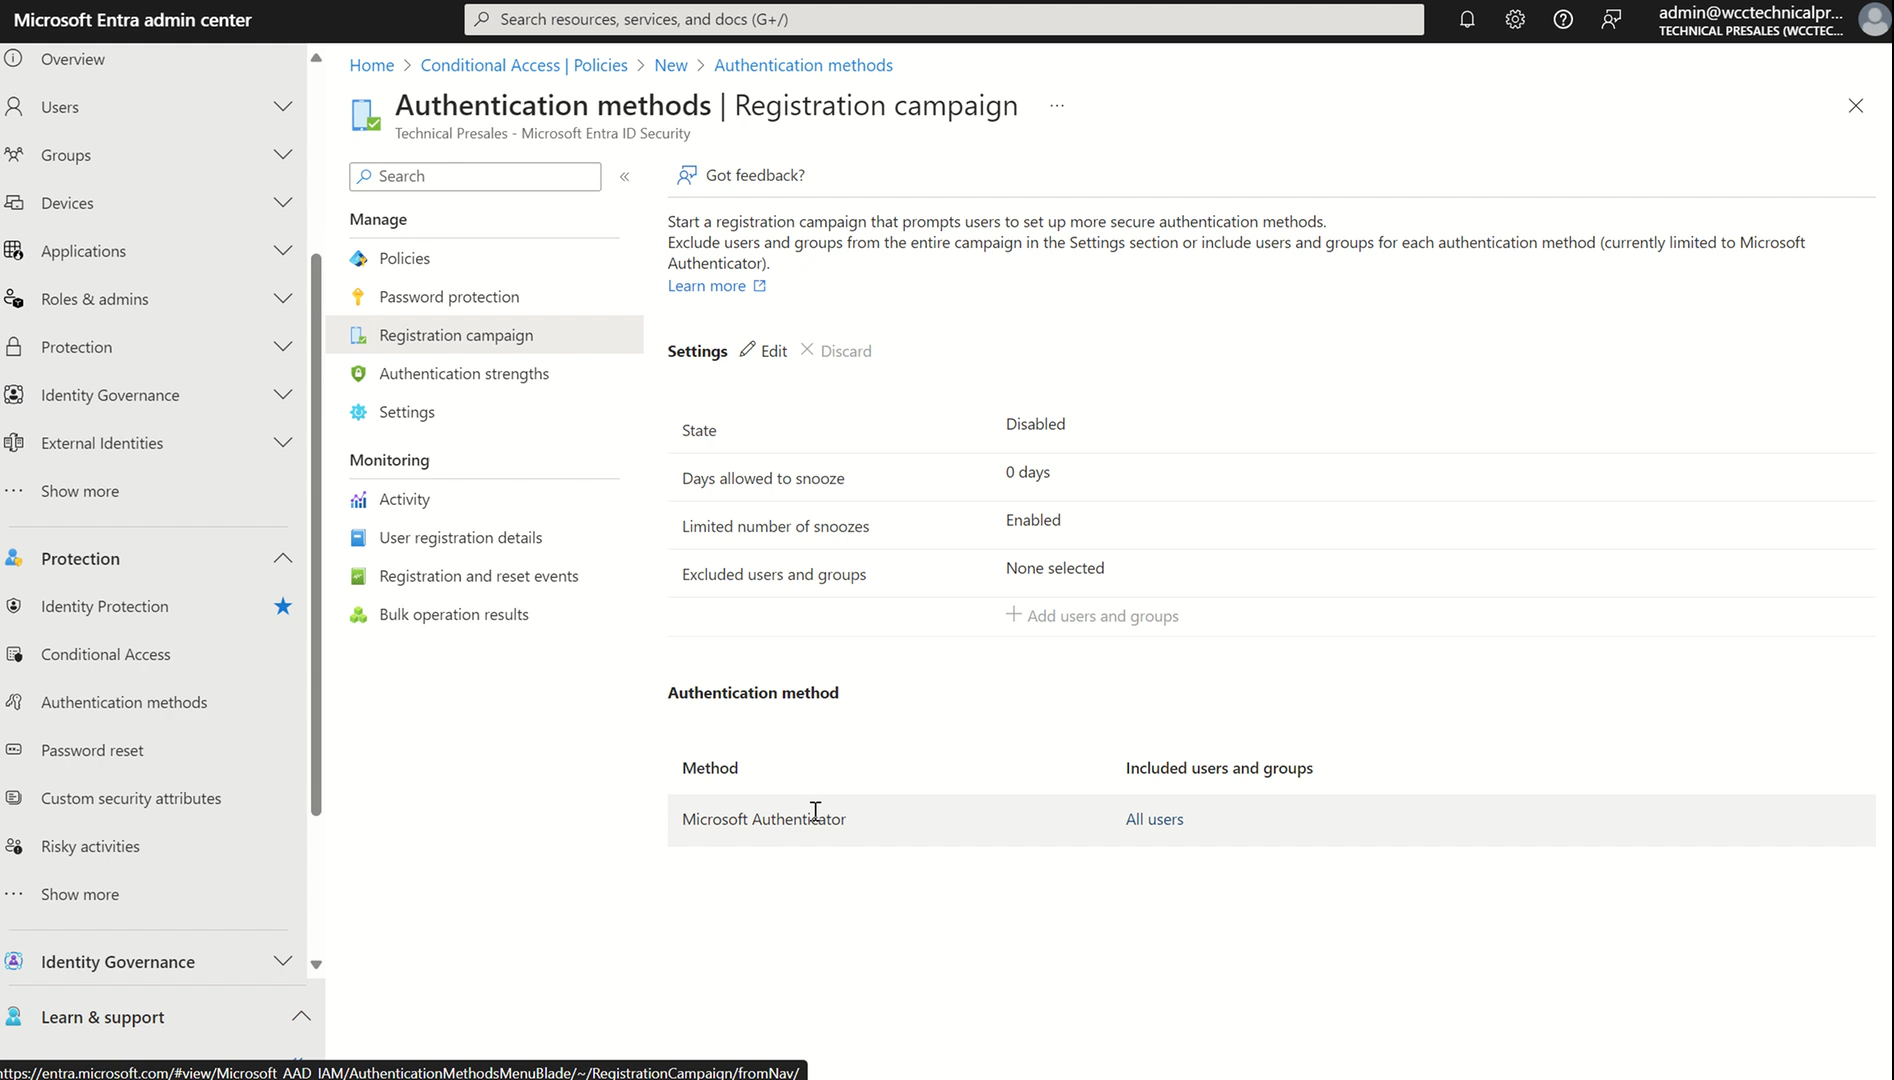 Microsoft Entra admin center
Search resources, services, and docs (G+/)
admin@wcctechnicalpr...
TECHNICAL PRESALES (WCCTEC...
Overview
Users
Groups
Devices
Applications
Roles & admins
Protection
Identity Governance
External Identities
Show more
Protection
Identity Protection
Conditional Access
Authentication methods
Password reset
Custom security attributes
Risky activities
Show more
Identity Governance
Learn & support
Home > Conditional Access | Policies > New > Authentication methods
Authentication methods | Registration campaign ...
Technical Presales - Microsoft Entra ID Security
Search
Manage
Policies
Password protection
Registration campaign
Authentication strengths
Settings
Monitoring
Activity
User registration details
Registration and reset events
Bulk operation results
Got feedback?
Start a registration campaign that prompts users to set up more secure authentication methods.
Exclude users and groups from the entire campaign in the Settings section or include users and groups for each authentication method (currently limited to Microsoft
Authenticator).
Learn more
Settings Edit Discard
State Disabled
Days allowed to snooze 0 days
Limited number of snoozes Enabled
Excluded users and groups None selected
+ Add users and groups
Authentication method
Method Included users and groups
Microsoft Authenticator All users
https://entra.microsoft.com/#view/Microsoft_AAD_IAM/AuthenticationMethodsMenuBlade/~/RegistrationCampaign/fromNav/